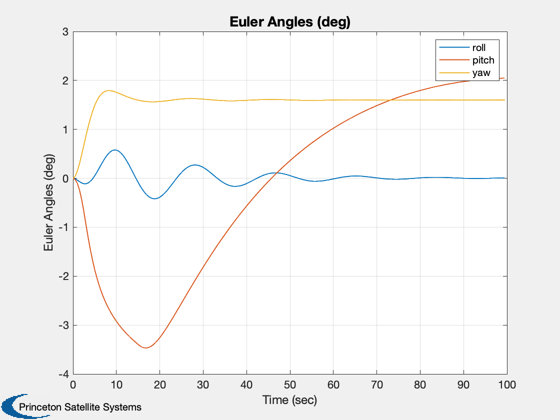 Euler Angles (deg)
roll
pitch
yaw
Euler Angles (deg)
3
2
1
0
-1
-2
-3
-4
0 10 20 30 40 50 60 70 80 90 100
Time (sec)
Princeton Satellite Systems